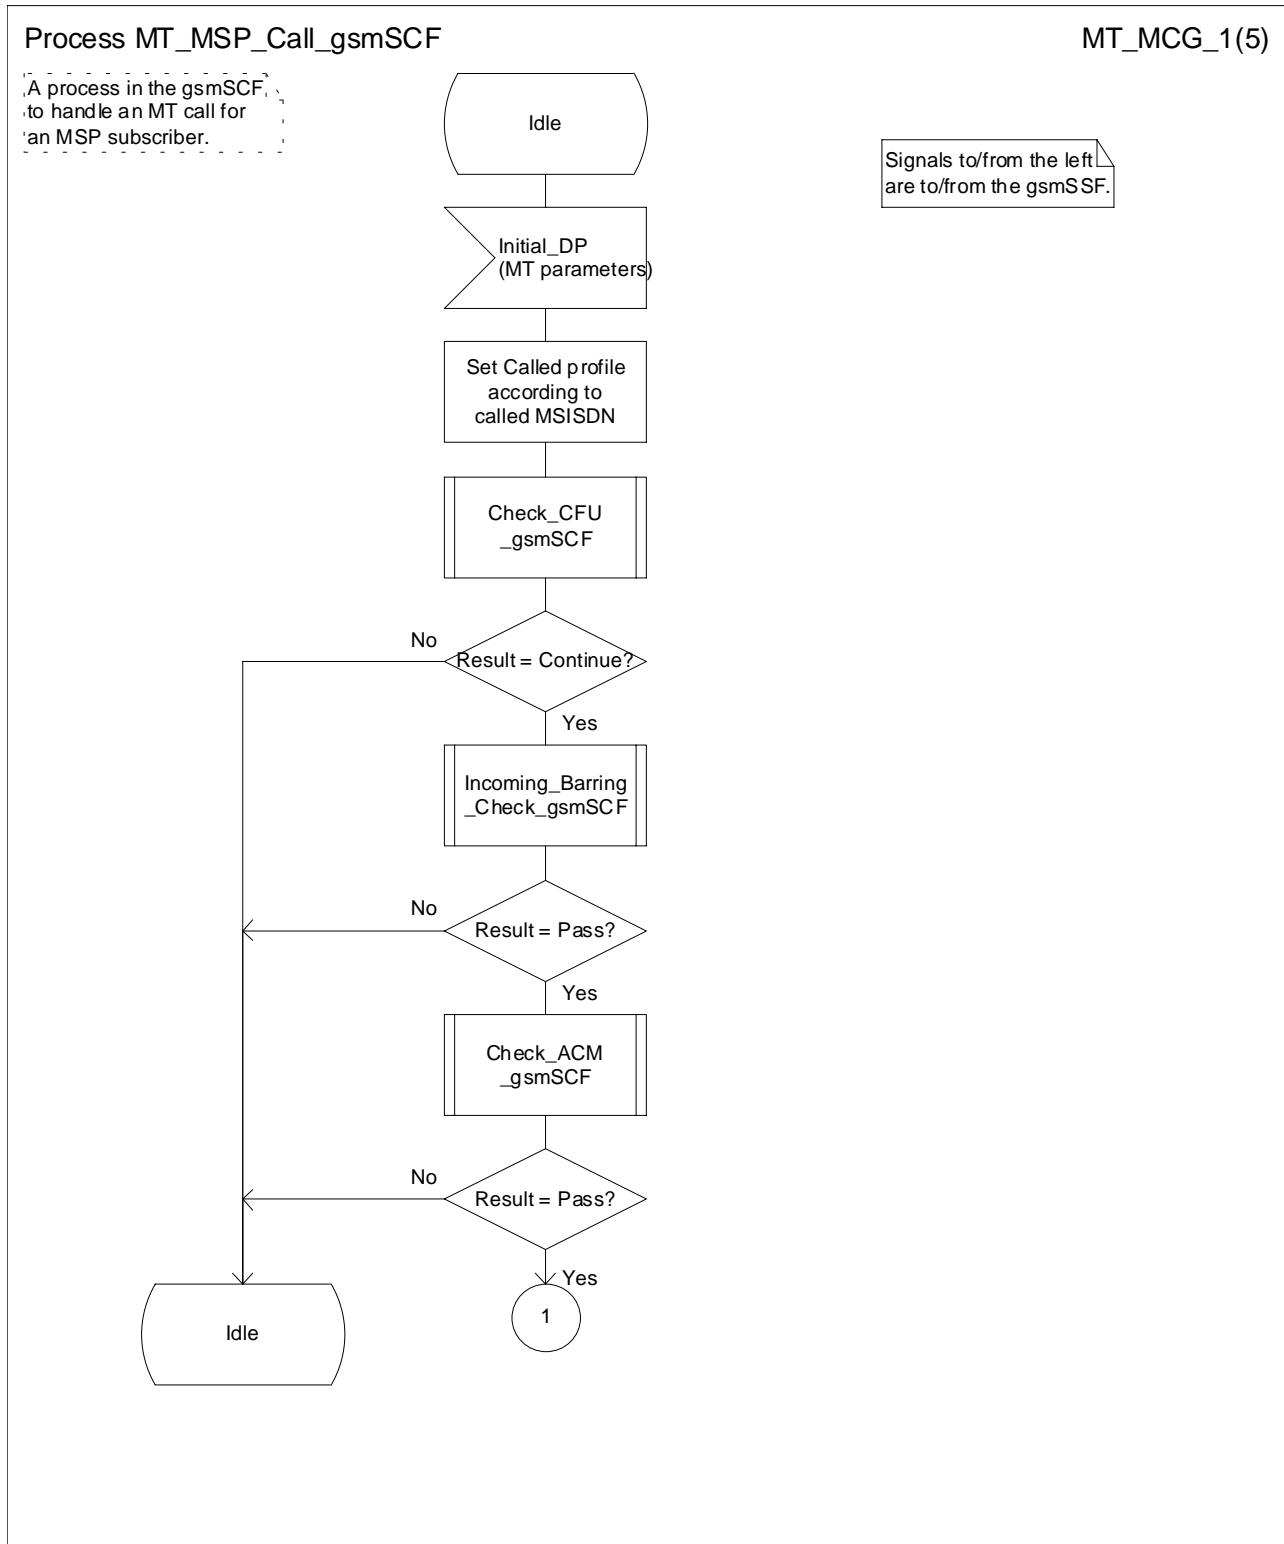 Process MT_MSP_Call_gsmSCF
MT_MCG_1(5)
A process in the gsmSCF
to handle an MT call for
an MSP subscriber.
Idle
Signals to/from the left
are to/from the gsmSSF.
Initial_DP
(MT parameters)
Set Called profile
according to
called MSISDN
Check_CFU
_gsmSCF
No
Result = Continue?
Yes
Incoming_Barring
_Check_gsmSCF
No
Result = Pass?
Yes
Check_ACM
_gsmSCF
No
Result = Pass?
Yes
1
Idle